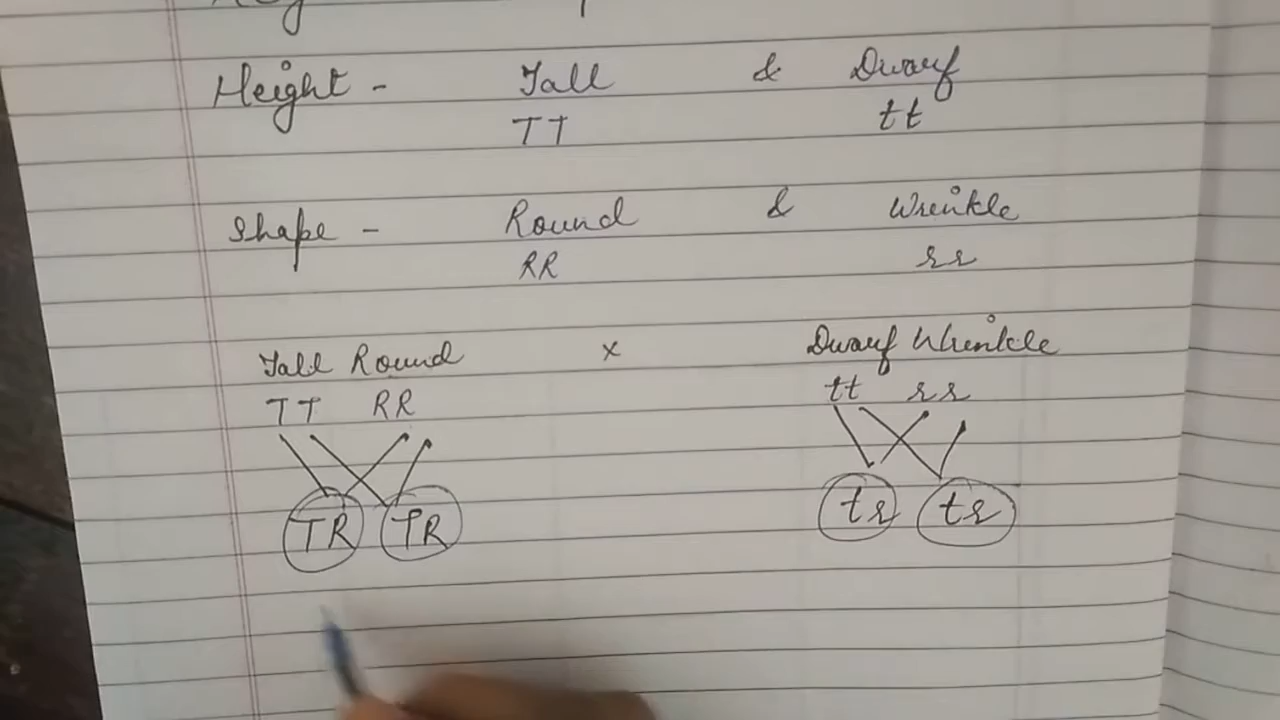 Height - Tall & Dwarf
TT tt
Shape - Round & Wrinkle
RR rr
Tall Round x Dwarf Whrinkle
TT RR tt rr
TR TR tr tr